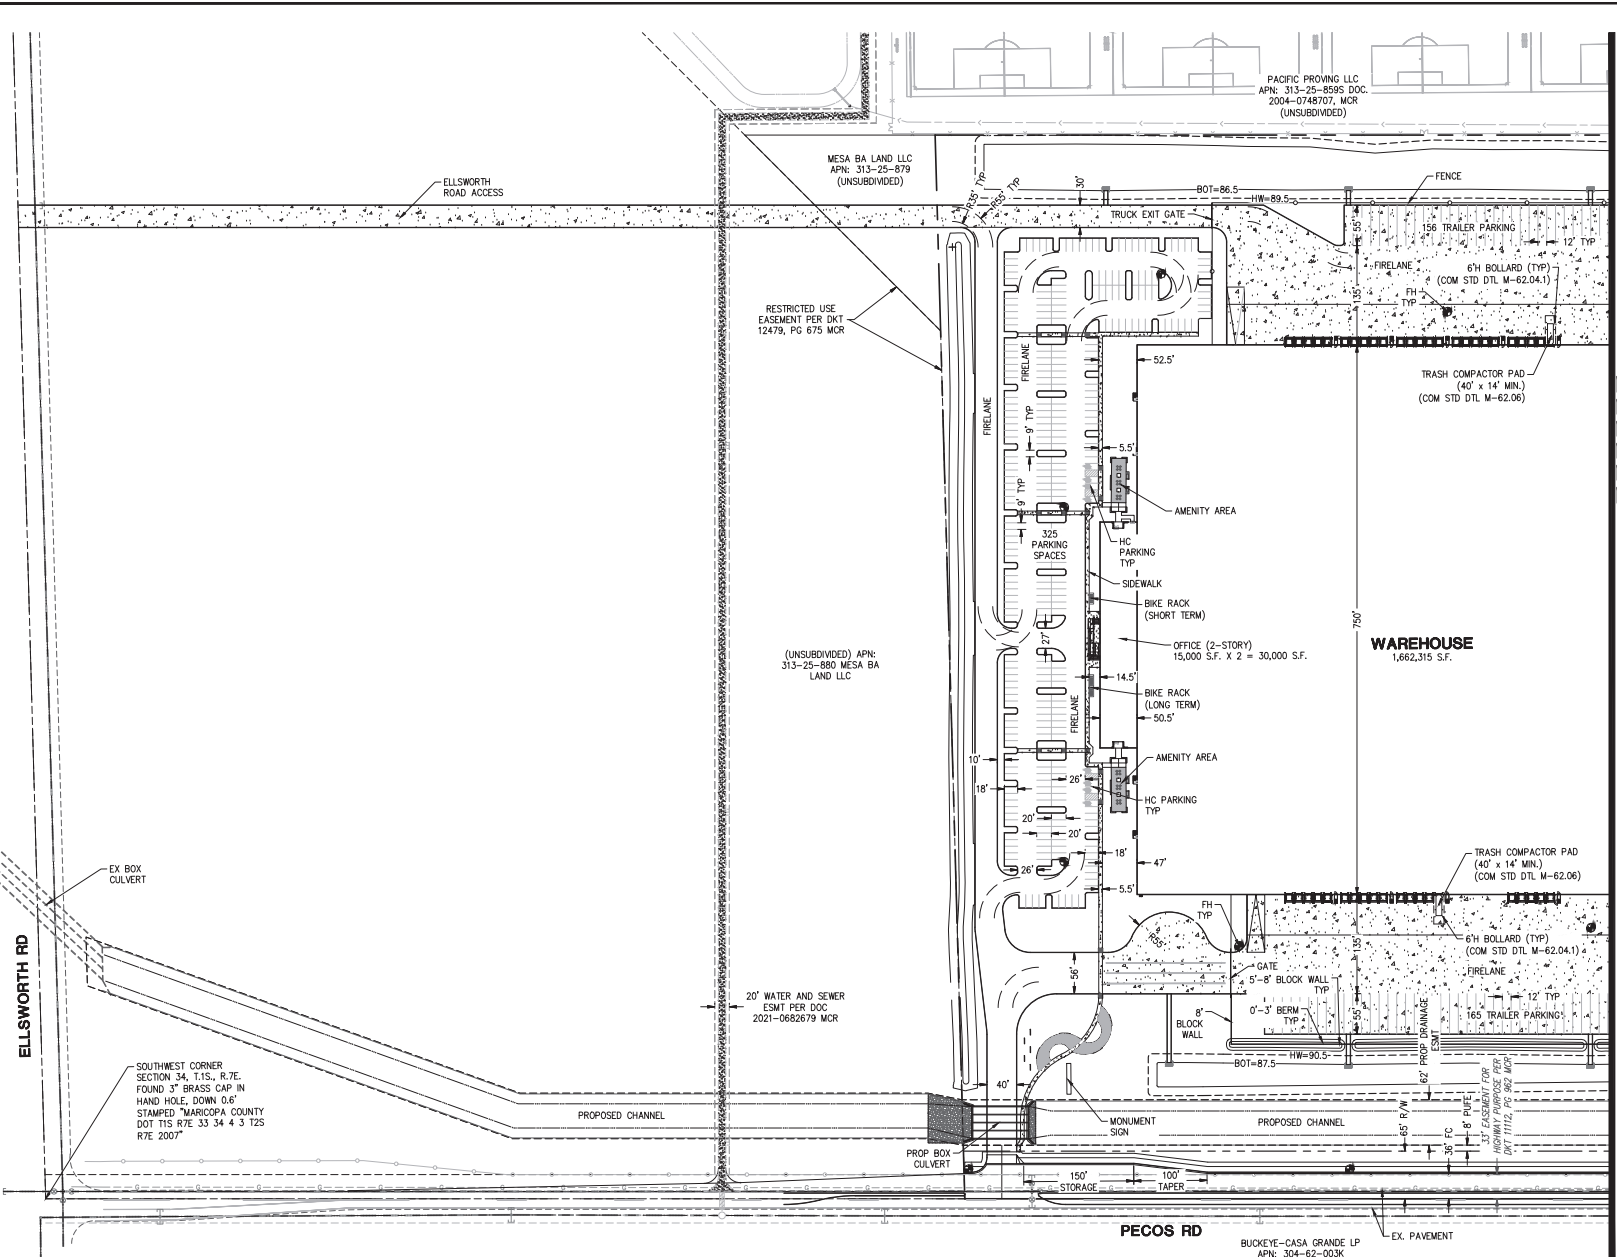 PACIFIC PROVING LLC
APN: 313-25-859S DOC.
2004-0748707, MCR
(UNSUBDIVIDED)
MESA BA LAND LLC
APN: 313-25-879
(UNSUBDIVIDED)
ELLSWORTH
ROAD ACCESS
R35' TYP
R55' TYP
30'
BOT=86.5
HW=89.5
FENCE
TRUCK EXIT GATE
55'
156 TRAILER PARKING
12' TYP
FIRELANE
6'H BOLLARD (TYP)
(COM STD DTL M-62.04.1)
FH
TYP
135'
RESTRICTED USE
EASEMENT PER DKT
12479, PG 675 MCR
FIRELANE
FIRELANE
52.5'
TRASH COMPACTOR PAD
(40' x 14' MIN.)
(COM STD DTL M-62.06)
9' TYP
5.5'
9' TYP
AMENITY AREA
325
PARKING
SPACES
HC
PARKING
TYP
SIDEWALK
BIKE RACK
(SHORT TERM)
27'
OFFICE (2-STORY)
15,000 S.F. X 2 = 30,000 S.F.
750'
WAREHOUSE
1,662,315 S.F.
(UNSUBDIVIDED) APN:
313-25-880 MESA BA
LAND LLC
14.5'
BIKE RACK
(LONG TERM)
FIRELANE
50.5'
10'
AMENITY AREA
26'
18'
HC PARKING
TYP
20'
20'
18'
47'
26'
5.5'
TRASH COMPACTOR PAD
(40' x 14' MIN.)
(COM STD DTL M-62.06)
EX BOX
CULVERT
FH
TYP
R55'
135'
6'H BOLLARD (TYP)
(COM STD DTL M-62.04.1)
FIRELANE
GATE
5'-8' BLOCK WALL
TYP
56'
12' TYP
165 TRAILER PARKING
55'
0'-3' BERM
TYP
8'
BLOCK
WALL
20' WATER AND SEWER
ESMT PER DOC
2021-0682679 MCR
ELLSWORTH RD
HW=90.5
BOT=87.5
62' PROP DRAINAGE
ESMT
SOUTHWEST CORNER
SECTION 34, T.1S., R.7E.
FOUND 3" BRASS CAP IN
HAND HOLE, DOWN 0.6'
STAMPED "MARICOPA COUNTY
DOT T1S R7E 33 34 4 3 T2S
R7E 2007"
40'
PROPOSED CHANNEL
MONUMENT
SIGN
PROPOSED CHANNEL
65' R/W
36' FC
8' PUFE
33' EASEMENT FOR
HIGHWAY PURPOSE PER
DKT 11112, PG 962 MCR
PROP BOX
CULVERT
150'
STORAGE
100'
TAPER
PECOS RD
EX. PAVEMENT
BUCKEYE-CASA GRANDE LP
APN: 304-62-003K